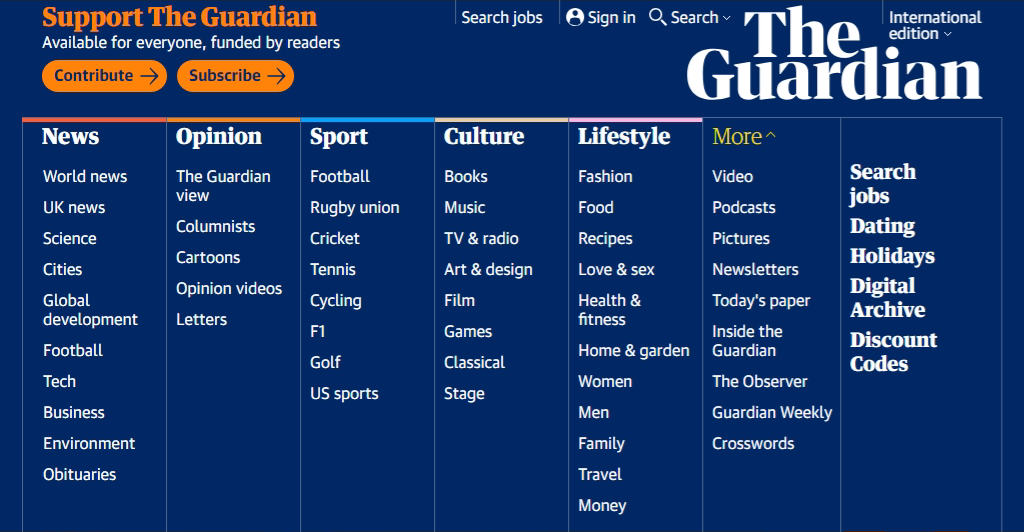 Support The Guardian
Available for everyone, funded by readers
Contribute
Subscribe
Search jobs
Sign in
Search
International
edition
The
Guardian
News
World news
UK news
Science
Cities
Global
development
Football
Tech
Business
Environment
Obituaries
Opinion
The Guardian
view
Columnists
Cartoons
Opinion videos
Letters
Sport
Football
Rugby union
Cricket
Tennis
Cycling
F1
Golf
US sports
Culture
Books
Music
TV & radio
Art & design
Film
Games
Classical
Stage
Lifestyle
Fashion
Food
Recipes
Love & sex
Health &
fitness
Home & garden
Women
Men
Family
Travel
Money
More
Video
Podcasts
Pictures
Newsletters
Today's paper
Inside the
Guardian
The Observer
Guardian Weekly
Crosswords
Search
jobs
Dating
Holidays
Digital
Archive
Discount
Codes